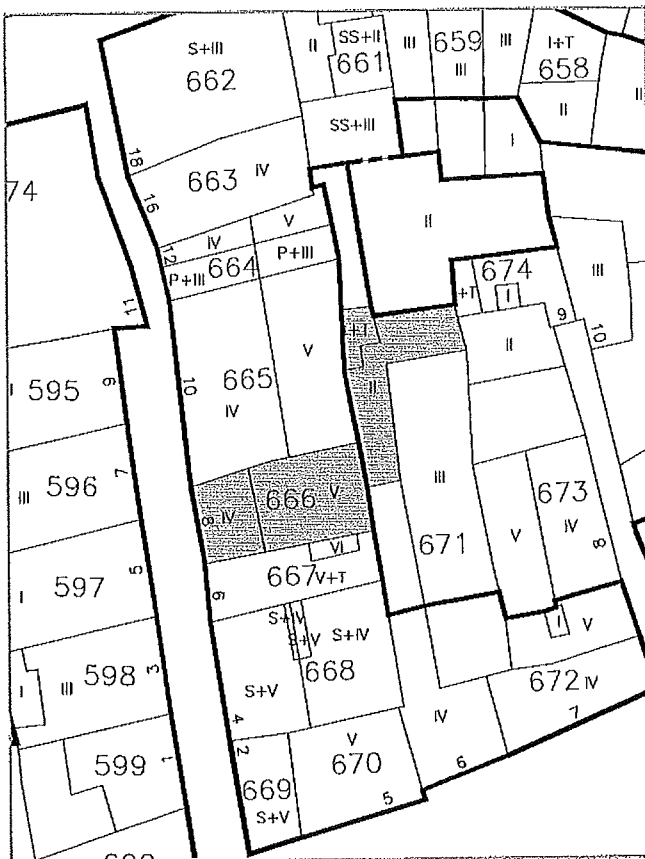 S+III
662
II
SS+II
661
III
659
III
III
I+T
658
II
II
SS+III
I
18
663
IV
16
74
12
IV
V
P+III
664
P+III
II
11
+T
674
I
III
9
10
+T
V
II
II
9
I
595
10
665
IV
7
III
596
8
IV
666
V
III
673
IV
V
671
8
VI
5
I
597
667
V+T
6
S+IV
S+V
S+IV
I
V
I
III
598
3
S+V
668
672
IV
4
IV
7
2
V
670
6
599
1
669
S+V
5